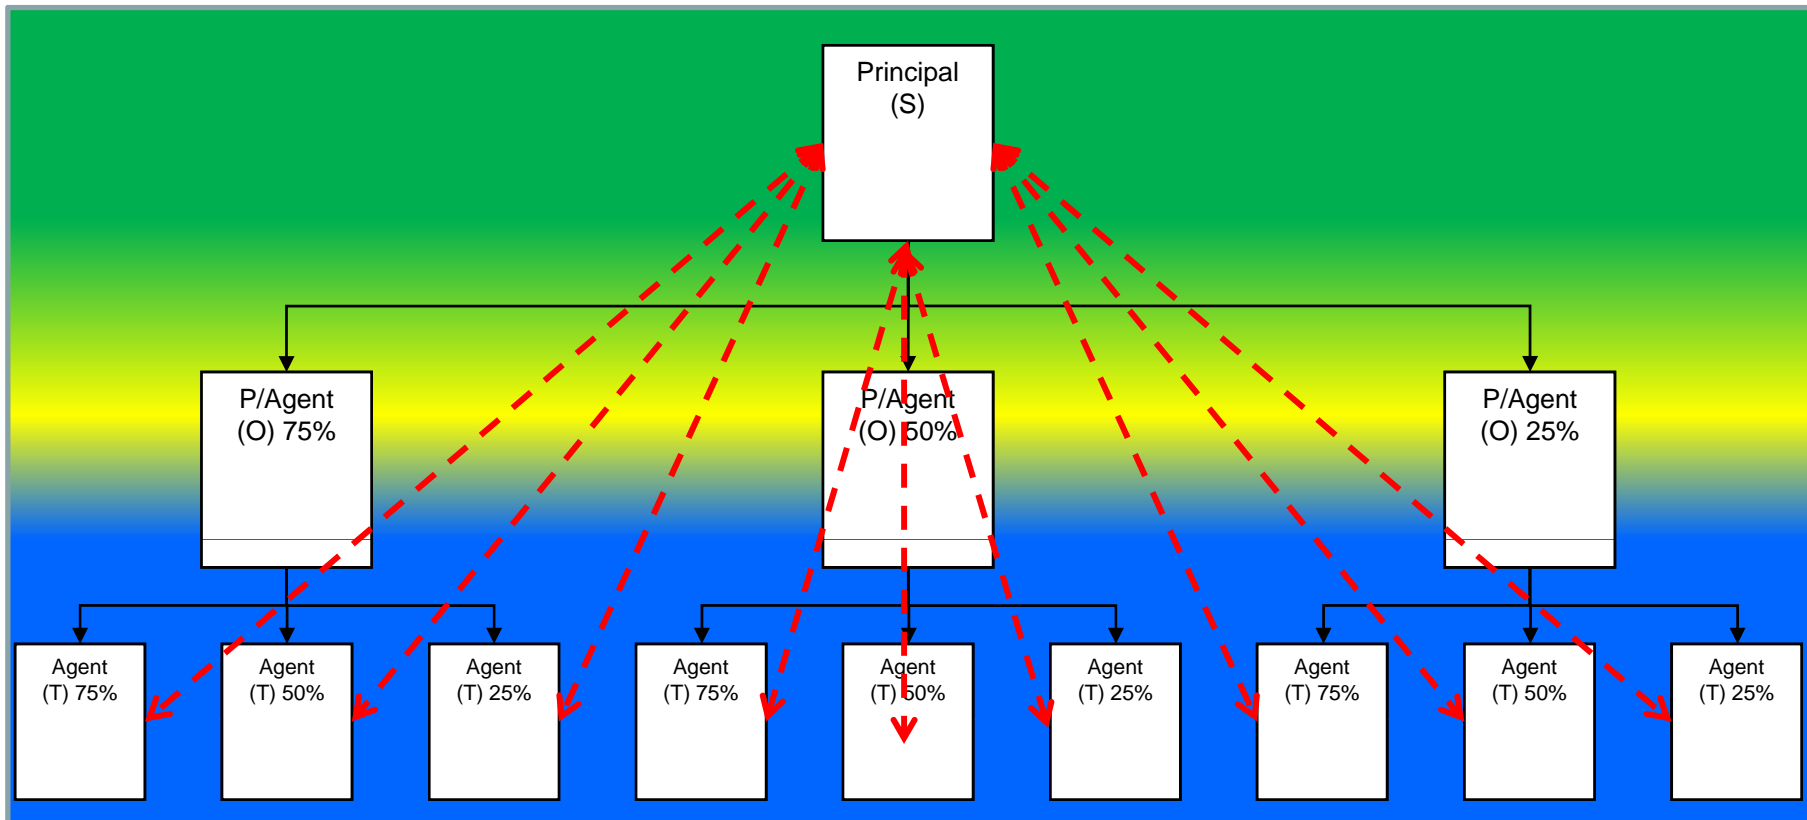 Principal
(S)
P/Agent
(O) 75%
P/Agent
(O) 50%
P/Agent
(O) 25%
Agent
(T) 75%
Agent
(T) 50%
Agent
(T) 25%
Agent
(T) 75%
Agent
(T) 50%
Agent
(T) 25%
Agent
(T) 75%
Agent
(T) 50%
Agent
(T) 25%